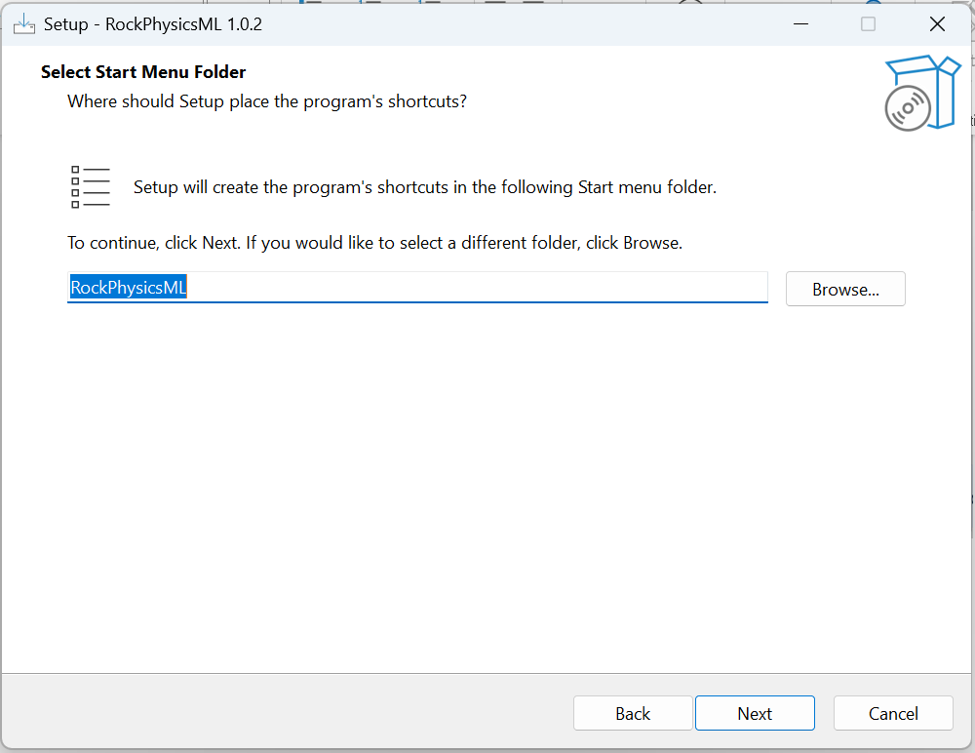 Setup - RockPhysicsML 1.0.2
Select Start Menu Folder
Where should Setup place the program's shortcuts?
Setup will create the program's shortcuts in the following Start menu folder.
To continue, click Next. If you would like to select a different folder, click Browse.
RockPhysicsML
Browse...
Back
Next
Cancel